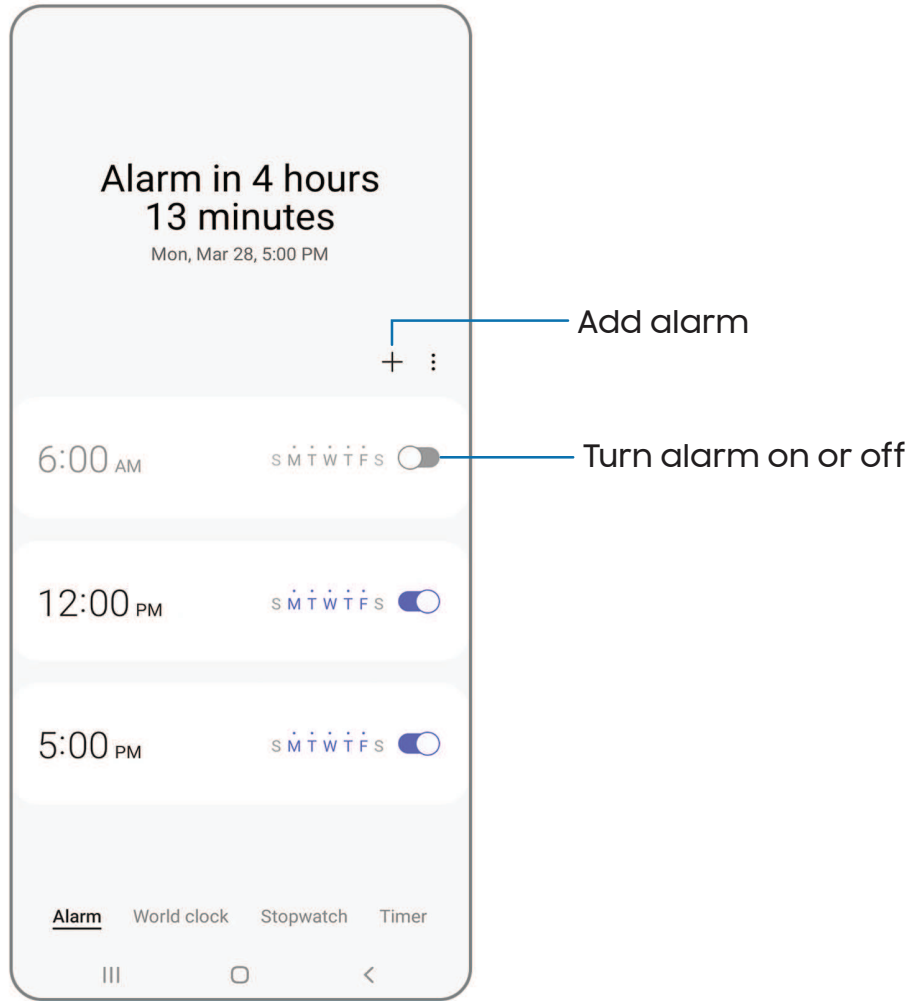 Alarm in 4 hours
13 minutes
Mon, Mar 28, 5:00 PM
Add alarm
6:00 AM S M T W T F S
Turn alarm on or off
12:00 PM S M T W T F S
5:00 PM S M T W T F S
Alarm World clock Stopwatch Timer